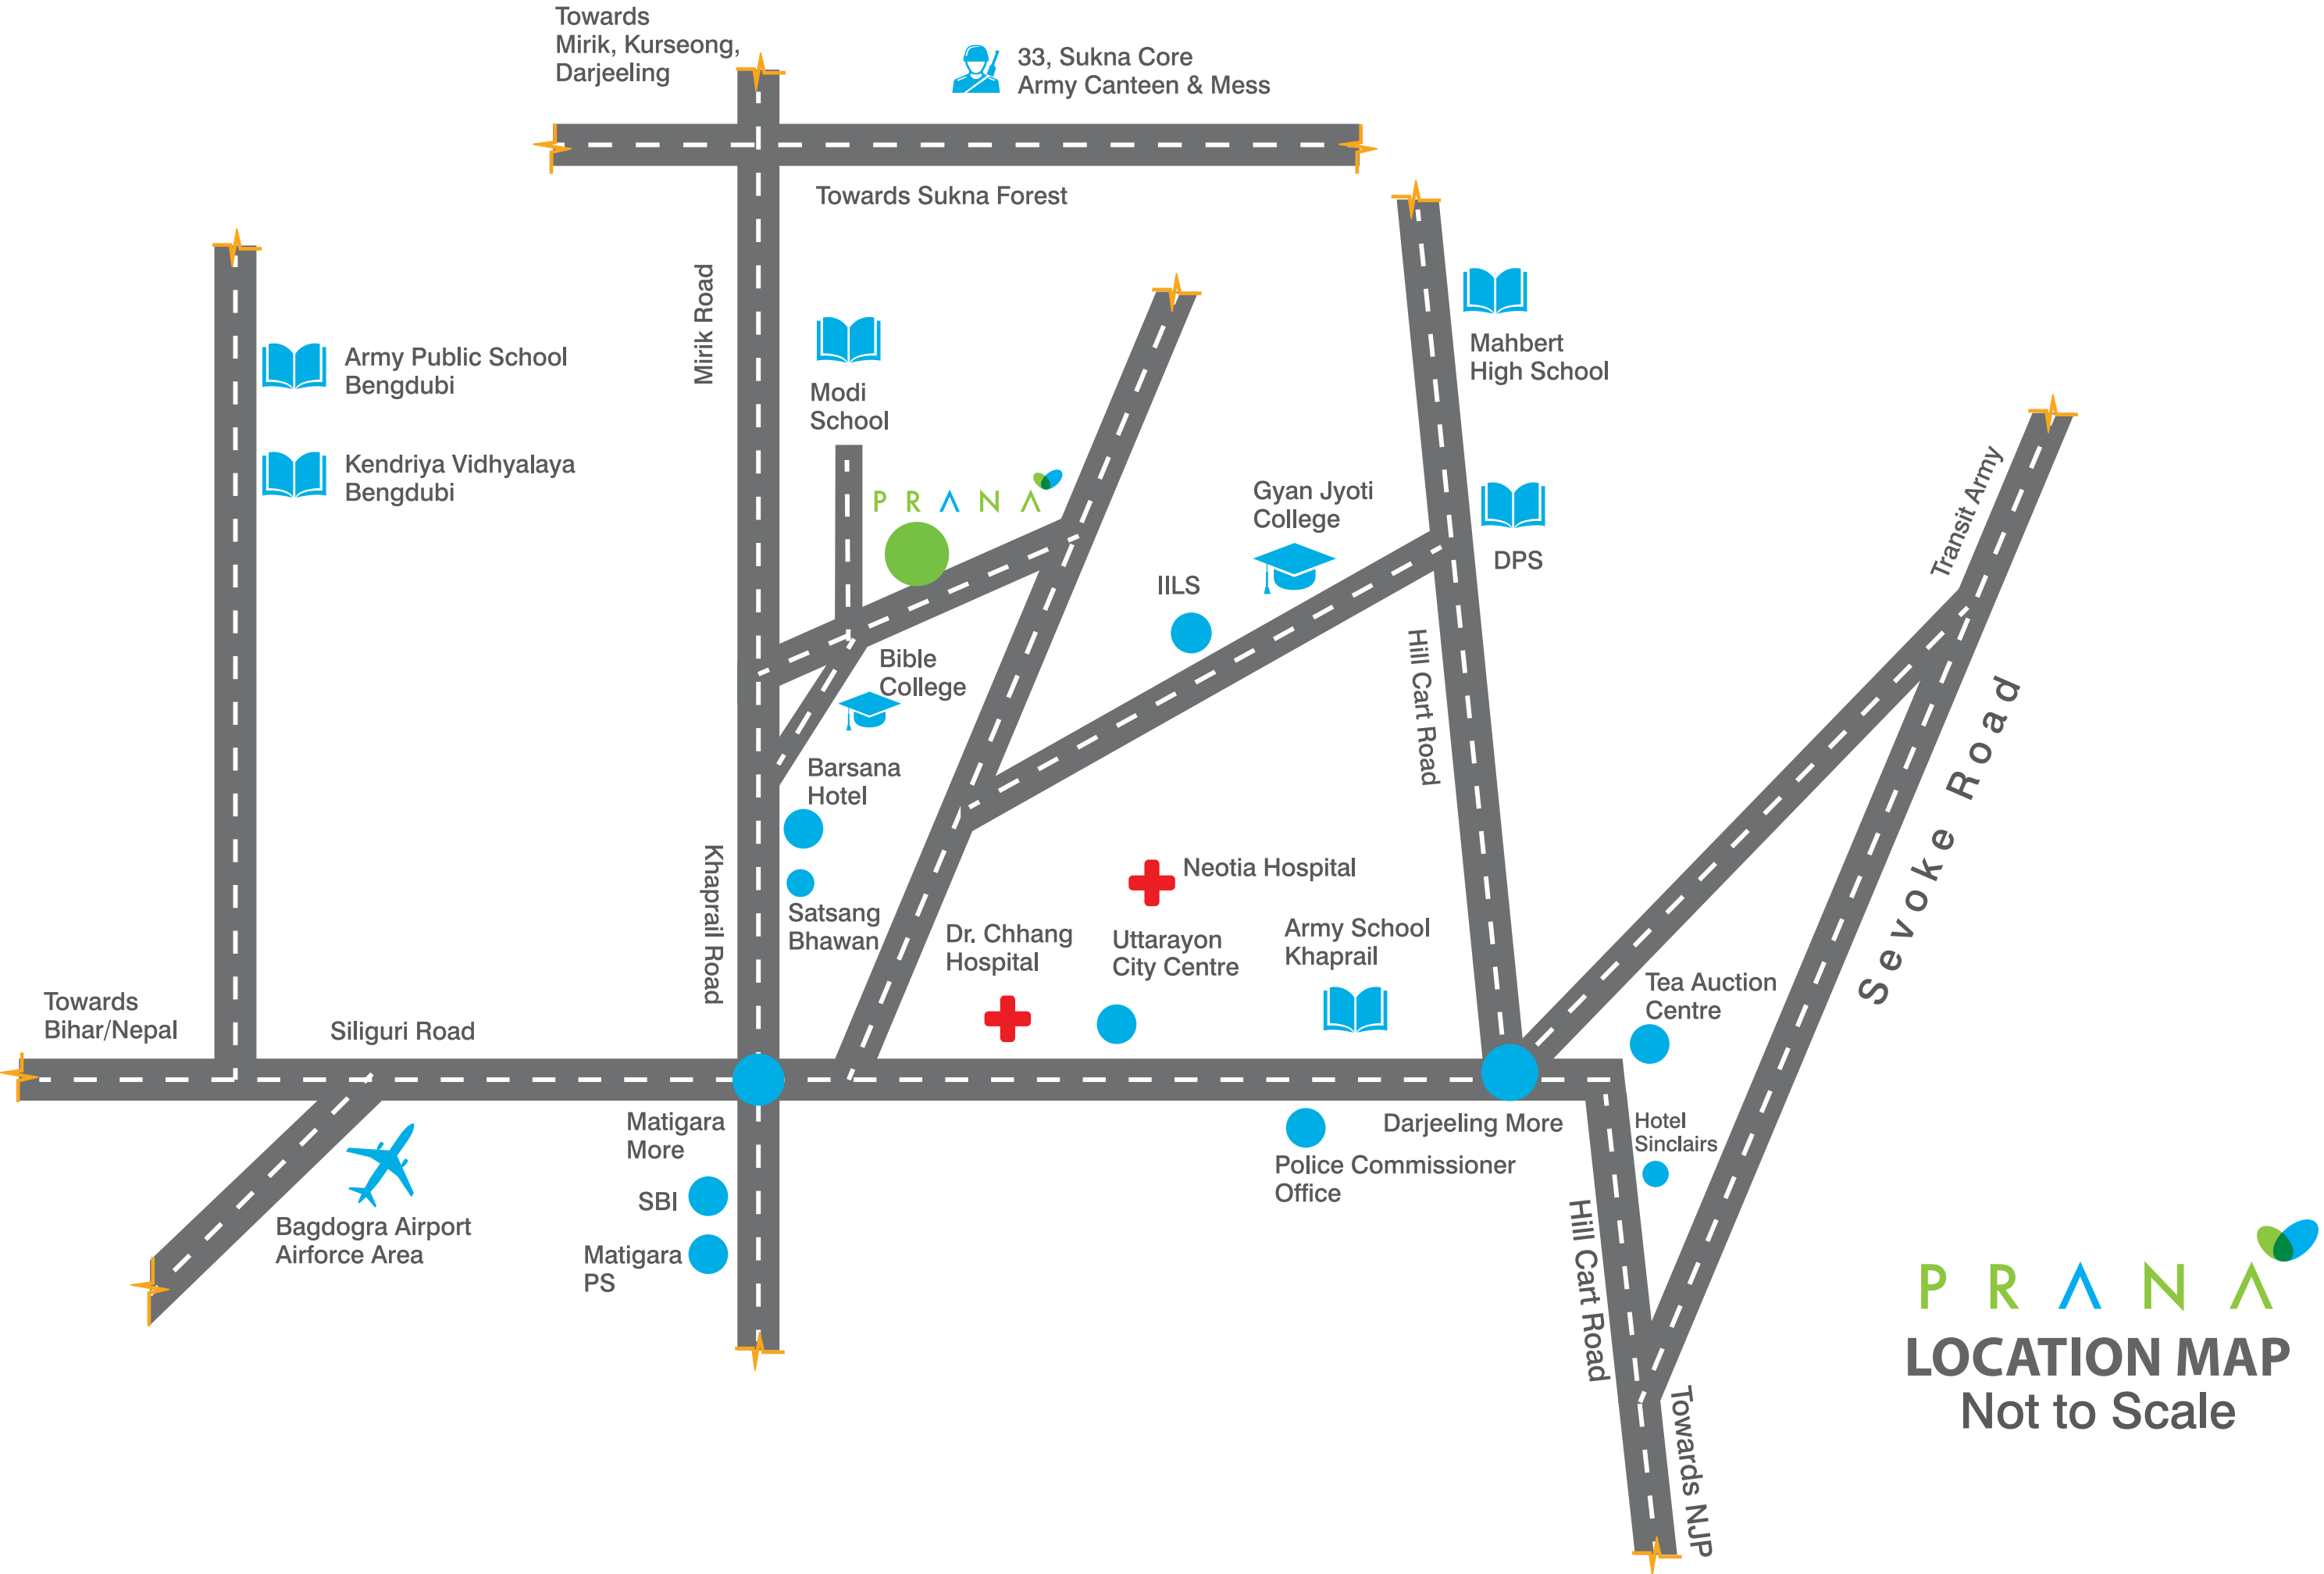 Towards
Mirik, Kurseong,
Darjeeling
33, Sukna Core
Army Canteen & Mess
Towards Sukna Forest
Mirik Road
Modi
School
Mahbert
High School
Army Public School
Bengdubi
Kendriya Vidhyalaya
Bengdubi
PRANA
Gyan Jyoti
College
DPS
IILS
Transit Army
Bible
College
Hill Cart Road
Sevoke Road
Barsana
Hotel
Khaprail Road
Satsang
Bhawan
Neotia Hospital
Dr. Chhang
Hospital
Uttarayon
City Centre
Army School
Khaprail
Tea Auction
Centre
Towards
Bihar/Nepal
Siliguri Road
Matigara
More
Darjeeling More
Hotel
Sinclairs
Police Commissioner
Office
SBI
Bagdogra Airport
Airforce Area
Matigara
PS
Hill Cart Road
Towards NJP
PRANA
LOCATION MAP
Not to Scale